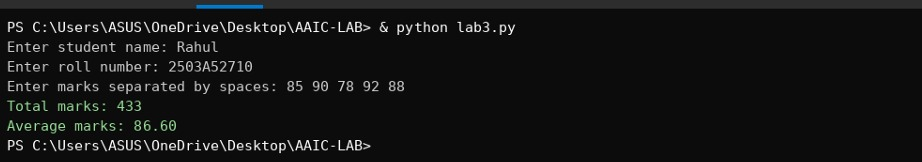 PS C:\Users\ASUS\OneDrive\Desktop\AAIC-LAB> & python lab3.py
Enter student name: Rahul
Enter roll number: 2503A52710
Enter marks separated by spaces: 85 90 78 92 88
Total marks: 433
Average marks: 86.60
PS C:\Users\ASUS\OneDrive\Desktop\AAIC-LAB>